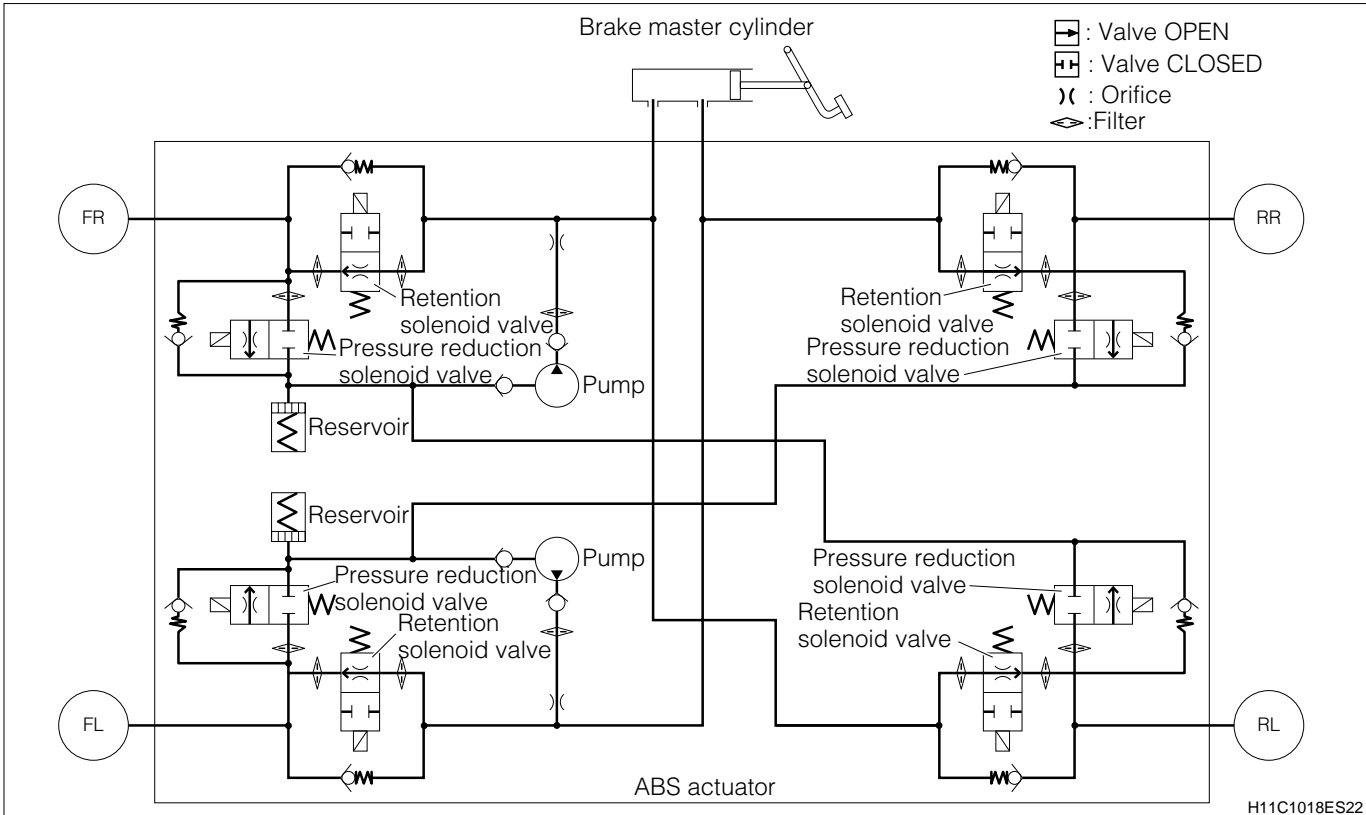 Brake master cylinder
: Valve OPEN
: Valve CLOSED
: Orifice
:Filter
FR
RR
Retention
solenoid valve
Pressure reduction
solenoid valve
Pump
Reservoir
Retention
solenoid valve
Pressure reduction
solenoid valve
Reservoir
Pump
Pressure reduction
solenoid valve
Retention
solenoid valve
Pressure reduction
solenoid valve
Retention
solenoid valve
FL
RL
ABS actuator
H11C1018ES22